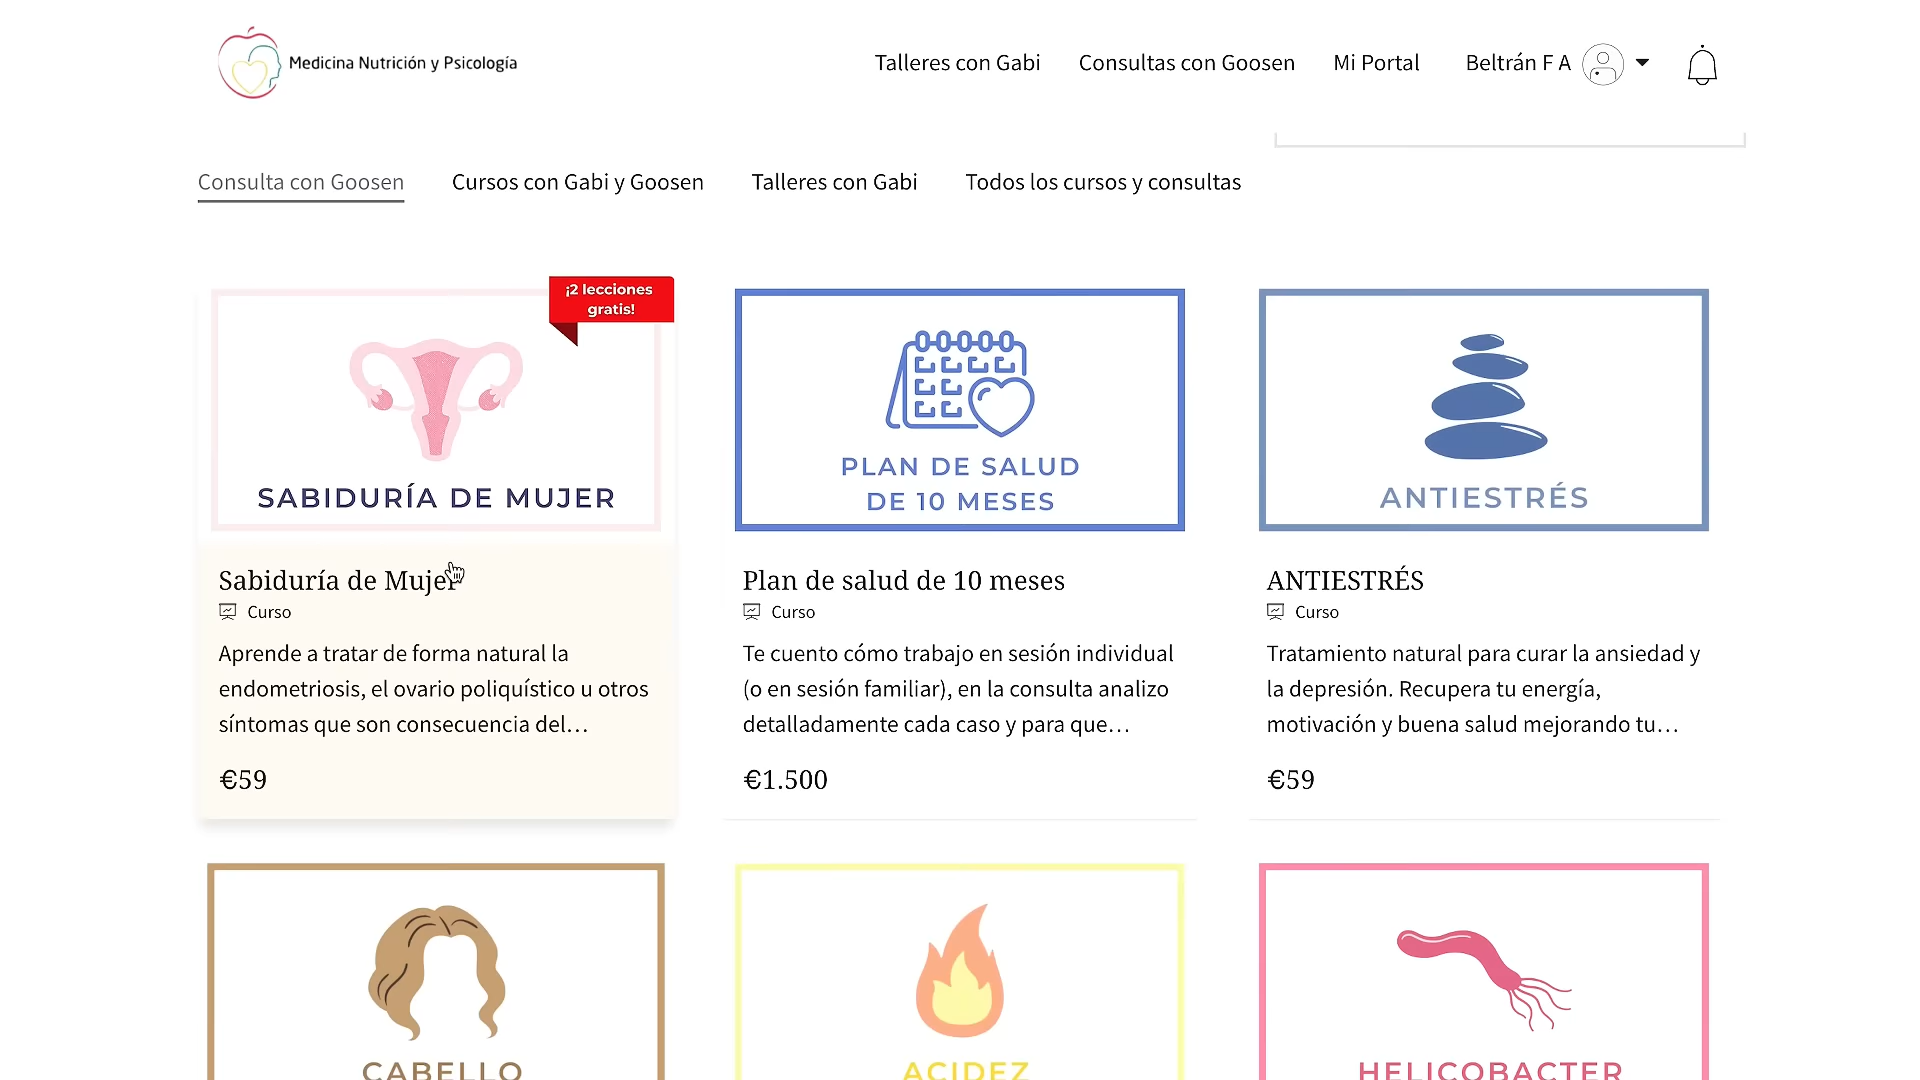 Medicina Nutrición y Psicología
Talleres con Gabi
Consultas con Goosen
Mi Portal
Beltrán F A
Consulta con Goosen
Cursos con Gabi y Goosen
Talleres con Gabi
Todos los cursos y consultas
¡2 lecciones
gratis!
SABIDURÍA DE MUJER
Sabiduría de Mujer
Curso
Aprende a tratar de forma natural la
endometriosis, el ovario poliquístico u otros
síntomas que son consecuencia del…
€59
PLAN DE SALUD
DE 10 MESES
Plan de salud de 10 meses
Curso
Te cuento cómo trabajo en sesión individual
(o en sesión familiar), en la consulta analizo
detalladamente cada caso y para que…
€1.500
ANTIESTRÉS
ANTIESTRÉS
Curso
Tratamiento natural para curar la ansiedad y
la depresión. Recupera tu energía,
motivación y buena salud mejorando tu…
€59
CABELLO
ACIDEZ
HELICOBACTER